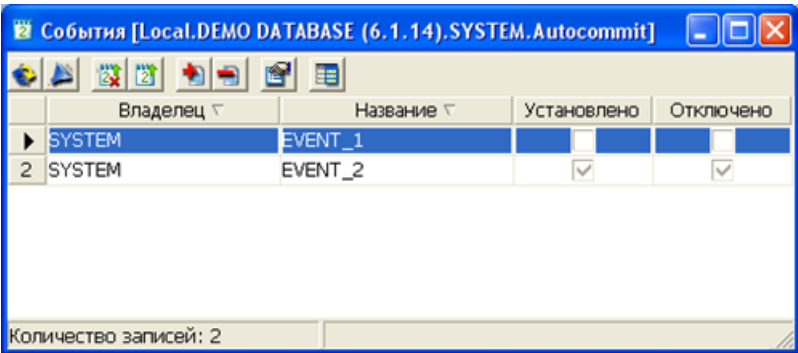 События [Local.DEMO DATABASE (6.1.14).SYSTEM.Autocommit]
Владелец Название Установлено Отключено
SYSTEM EVENT_1
2 SYSTEM EVENT_2
Количество записей: 2